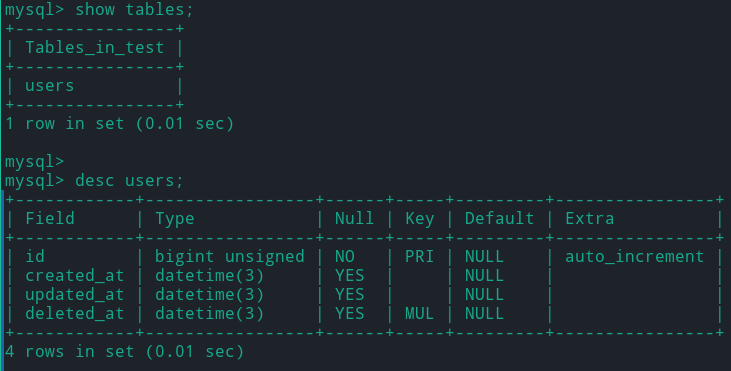 mysql> show tables;
+----------------+
| Tables_in_test |
+----------------+
| users          |
+----------------+
1 row in set (0.01 sec)
mysql>
mysql> desc users;
+------------+-----------------+------+-----+---------+----------------+
| Field      | Type            | Null | Key | Default | Extra          |
+------------+-----------------+------+-----+---------+----------------+
| id         | bigint unsigned | NO   | PRI | NULL    | auto_increment |
| created_at | datetime(3)     | YES  |     | NULL    |                |
| updated_at | datetime(3)     | YES  |     | NULL    |                |
| deleted_at | datetime(3)     | YES  | MUL | NULL    |                |
+------------+-----------------+------+-----+---------+----------------+
4 rows in set (0.01 sec)